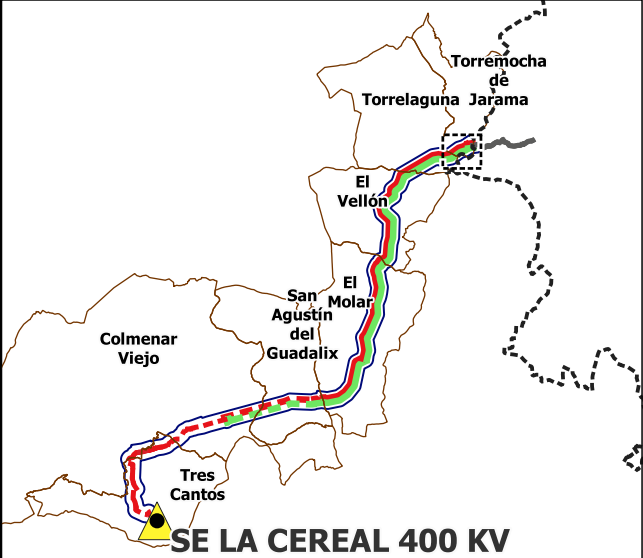 Torremocha
de
Jarama
Torrelaguna
El
Vellón
El
Molar
San
Agustín
del
Guadalix
Colmenar
Viejo
Tres
Cantos
SE LA CEREAL 400 KV